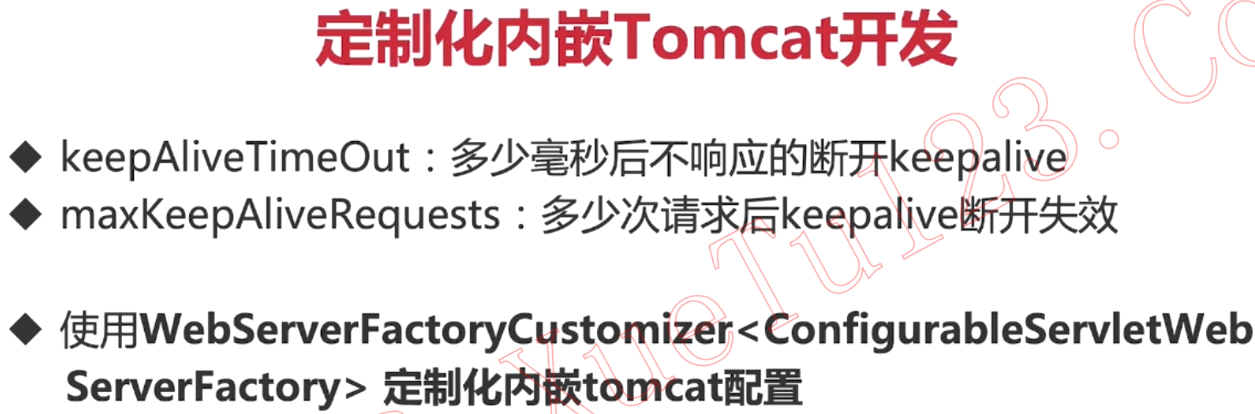 定制化内嵌Tomcat开发
◆ keepAliveTimeOut：多少毫秒后不响应的断开keepalive
◆ maxKeepAliveRequests：多少次请求后keepalive断开失效
◆ 使用WebServerFactoryCustomizer<ConfigurableServletWeb
ServerFactory> 定制化内嵌tomcat配置
XueTu123.Co